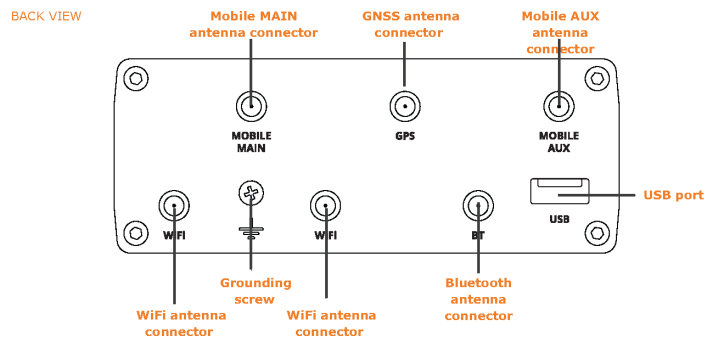 BACK VIEW
Mobile MAIN
antenna connector
GNSS antenna
connector
Mobile AUX
antenna
connector
MOBILE
MAIN
GPS
MOBILE
AUX
USB port
USB
WiFi
WiFi
BT
Grounding
screw
Bluetooth
antenna
connector
WiFi antenna
connector
WiFi antenna
connector